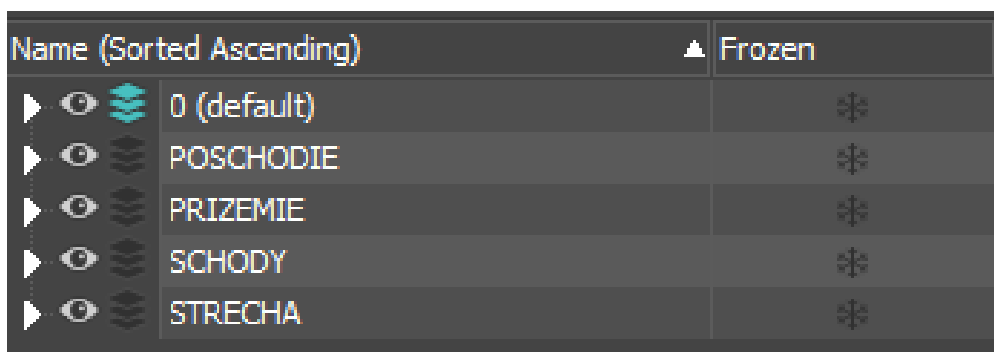 Name (Sorted Ascending) Frozen
0 (default)
POSCHODIE
PRIZEMIE
SCHODY
STRECHA